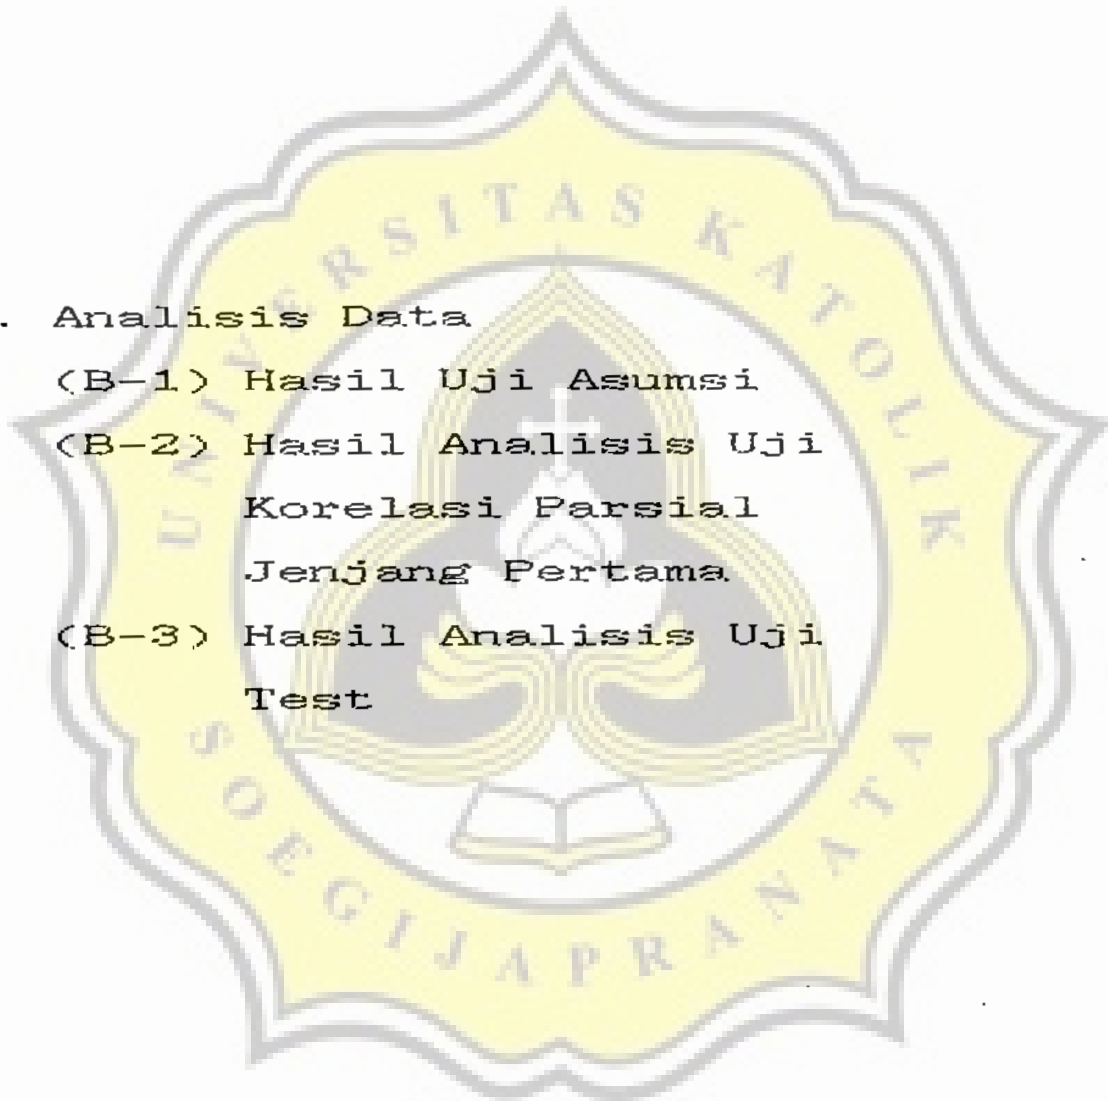 . Analisis Data
(B-1) Hasil Uji Asumsi
(B-2) Hasil Analisis Uji
Korelasi Parsial
Jenjang Pertama
(B-3) Hasil Analisis Uji
Test
UNIVERSITAS KATOLIK
SOEGIJAPRANATA